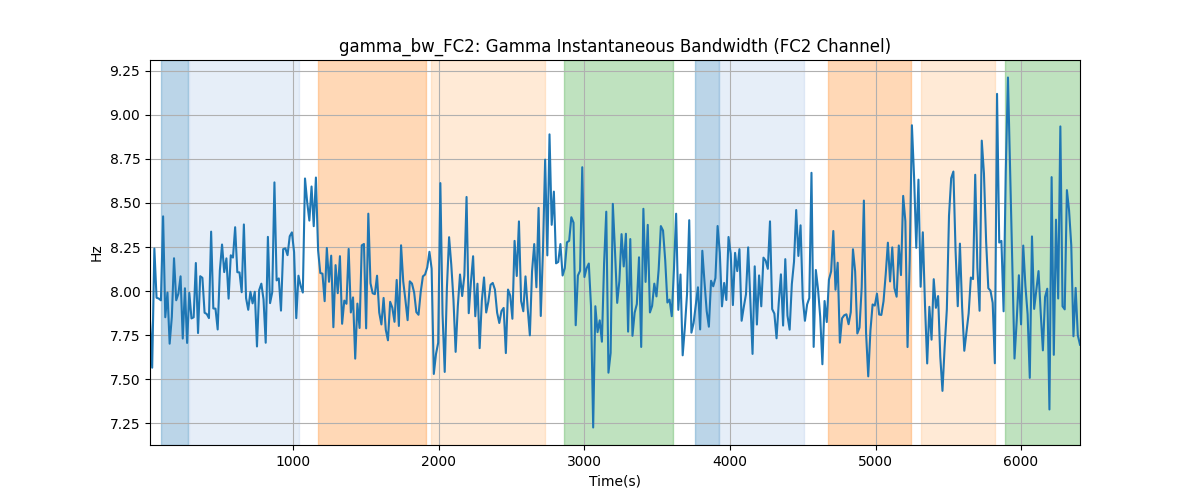 gamma_bw_FC2: Gamma Instantaneous Bandwidth (FC2 Channel)
9.25
9.00
8.75
8.50
8.25
8.00
7.75
7.50
7.25
Hz
1000 2000 3000 4000 5000 6000
Time(s)